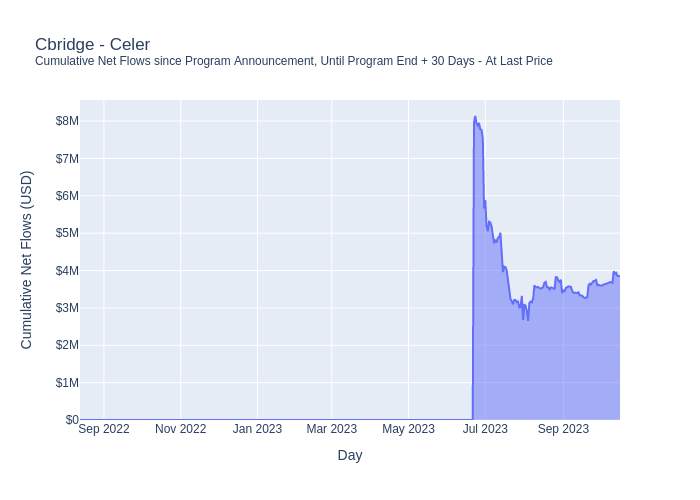 Cbridge - Celer
Cumulative Net Flows since Program Announcement, Until Program End + 30 Days - At Last Price
Cumulative Net Flows (USD)
$8M
$7M
$6M
$5M
$4M
$3M
$2M
$1M
$0
Sep 2022 Nov 2022 Jan 2023 Mar 2023 May 2023 Jul 2023 Sep 2023
Day